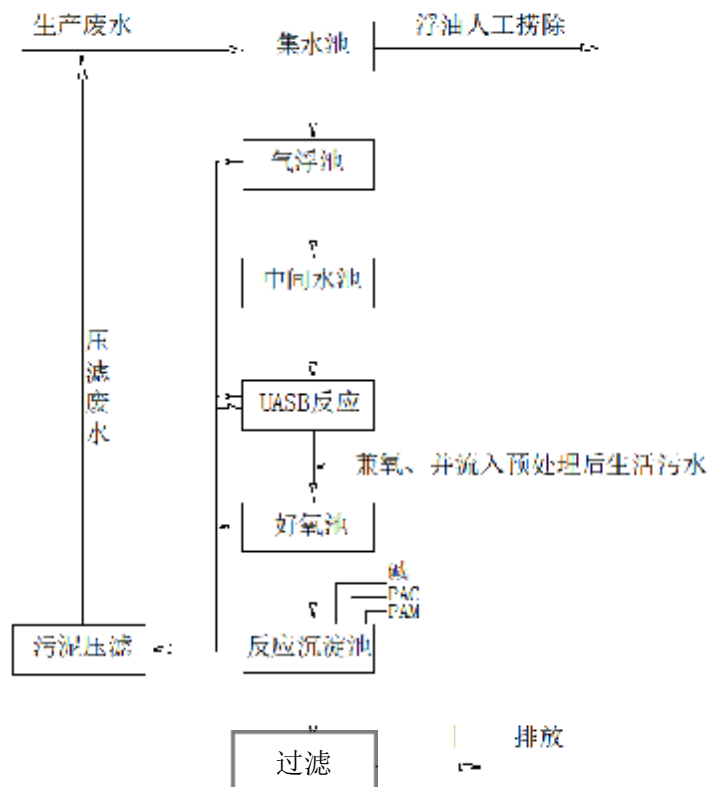 生产废水
集水池
浮油人工捞除
气浮池
中间水池
压滤废水
UASB反应
兼氧、并流入预处理后生活污水
好氧池
碱
PAC
PAM
污泥压滤
反应沉淀池
排放
过滤